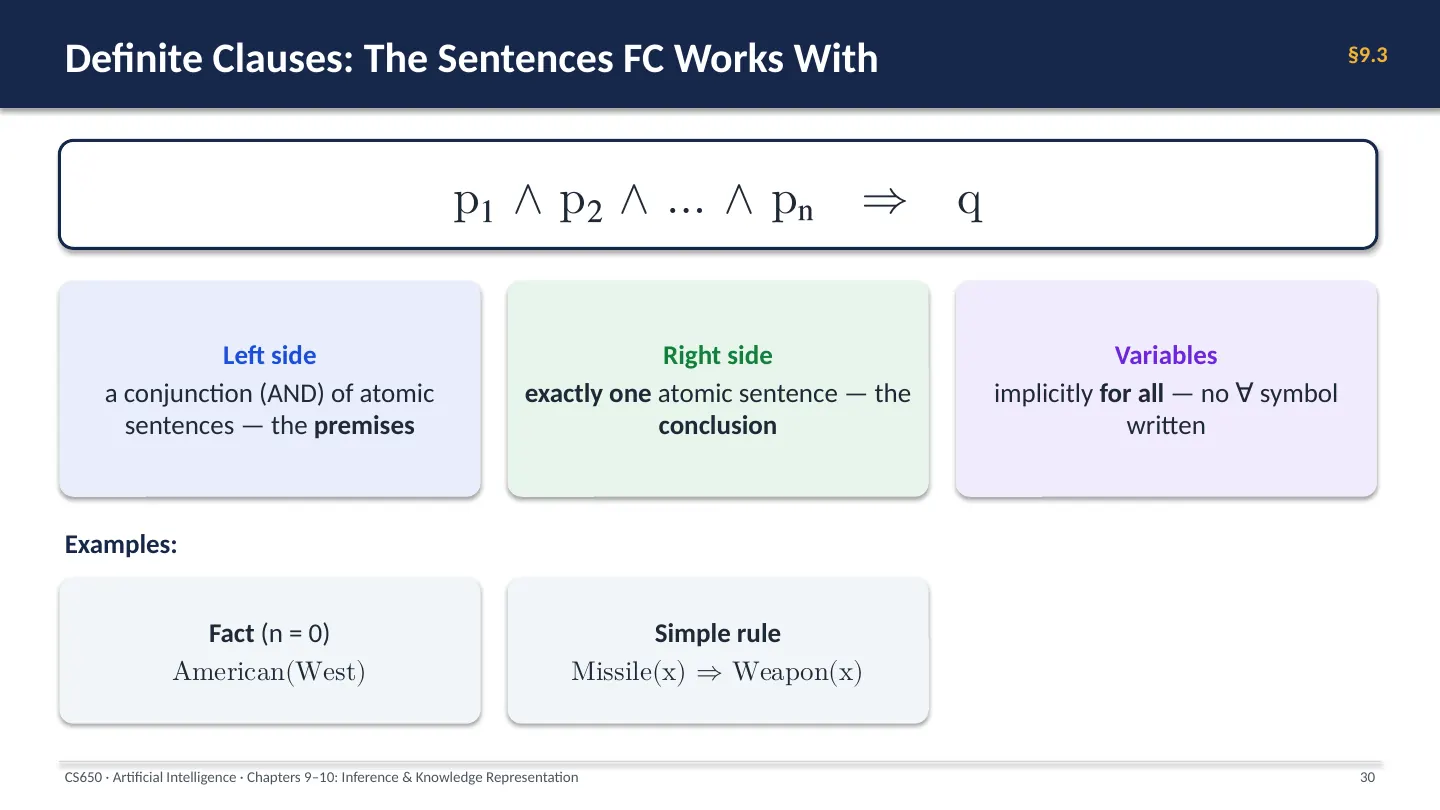 Definite Clauses: The Sentences FC Works With
§9.3
p₁ ∧ p₂ ∧ … ∧ pₙ ⇒ q
Left side
a conjunction (AND) of atomic
sentences — the premises
Right side
exactly one atomic sentence — the
conclusion
Variables
implicitly for all — no ∀ symbol
written
Examples:
Fact (n = 0)
American(West)
Simple rule
Missile(x) ⇒ Weapon(x)
CS650 · Artificial Intelligence · Chapters 9–10: Inference & Knowledge Representation
30